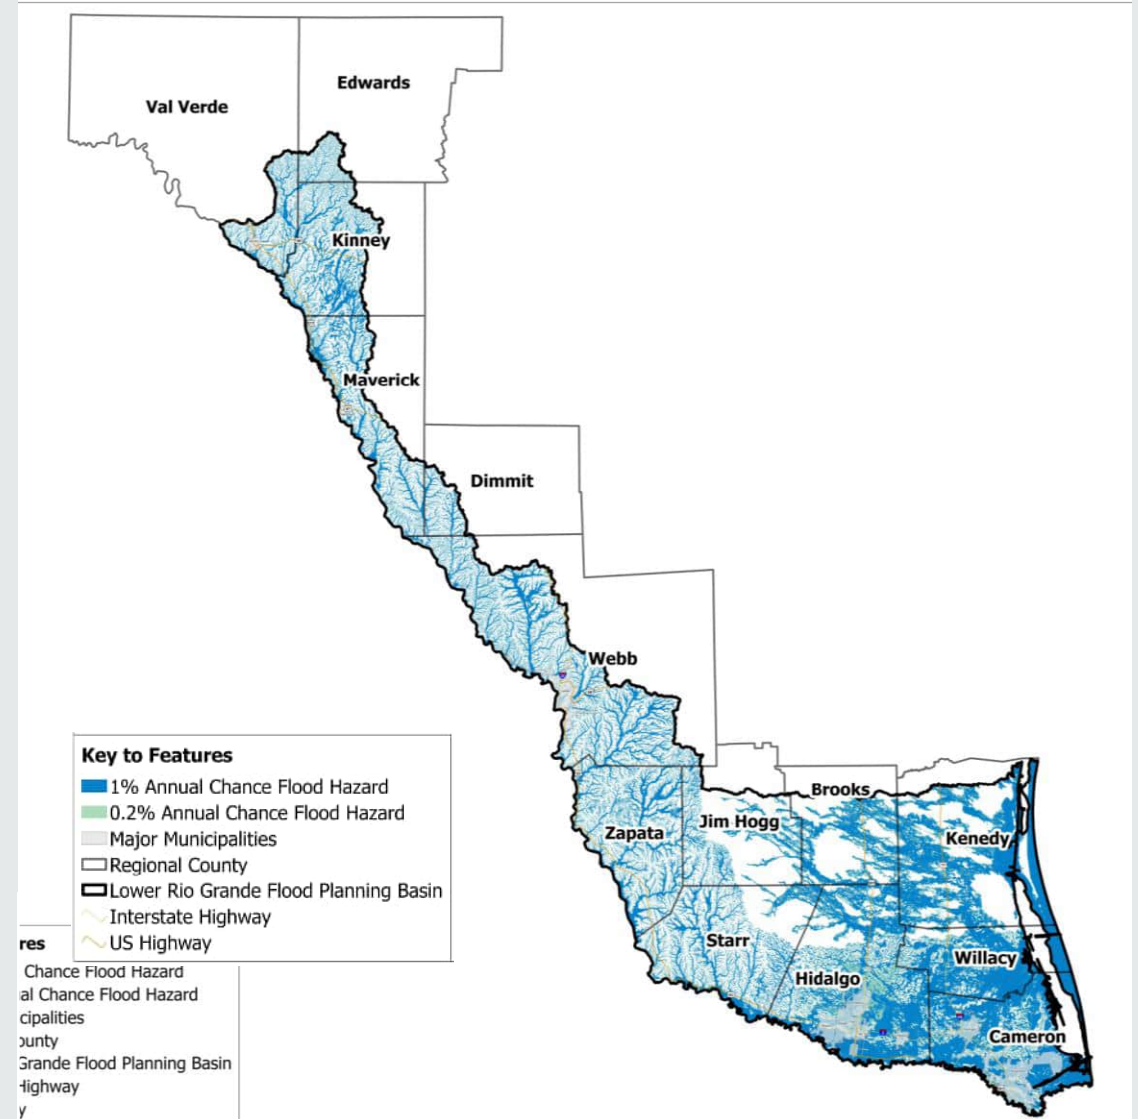 Edwards
Val Verde
Kinney
Maverick
Dimmit
Webb
Key to Features
1% Annual Chance Flood Hazard
0.2% Annual Chance Flood Hazard
Major Municipalities
Regional County
Lower Rio Grande Flood Planning Basin
Interstate Highway
US Highway
Brooks
Jim Hogg
Zapata
Kenedy
Starr
Willacy
Hidalgo
Cameron
res
Chance Flood Hazard
al Chance Flood Hazard
cipalities
ounty
Grande Flood Planning Basin
Highway
y